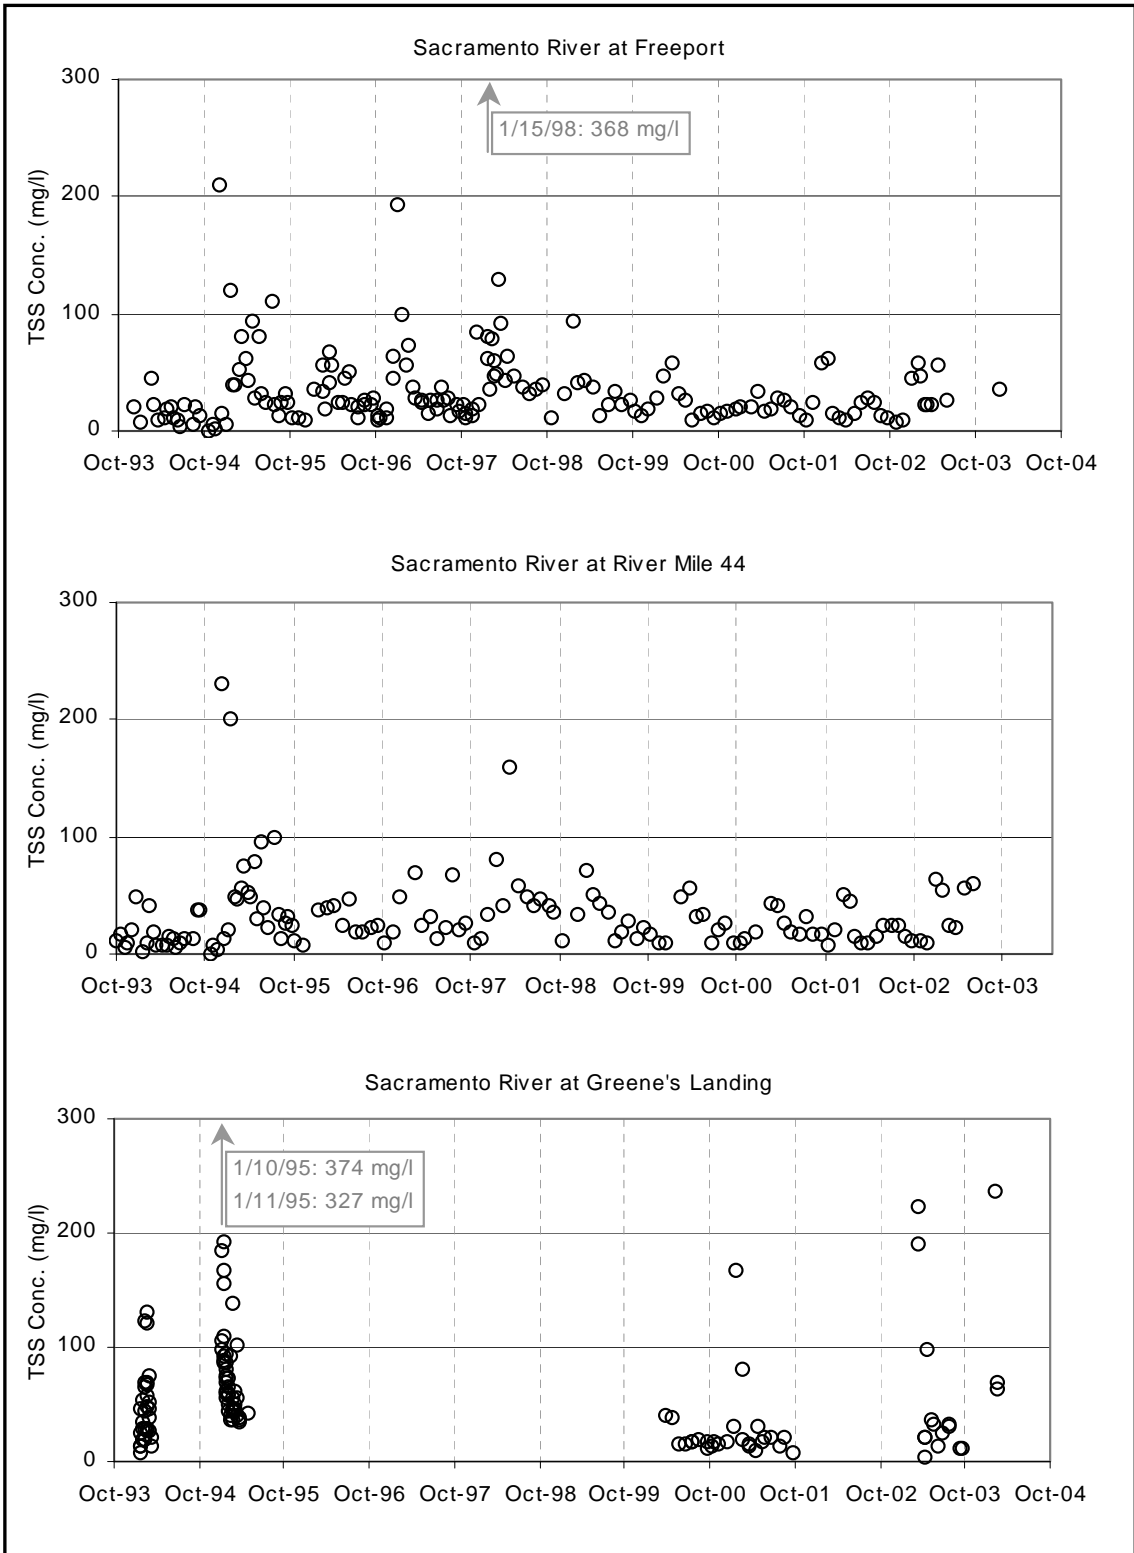 Sacramento River at Freeport
300
200
100
0
TSS Conc. (mg/l)
1/15/98: 368 mg/l
Oct-93 Oct-94 Oct-95 Oct-96 Oct-97 Oct-98 Oct-99 Oct-00 Oct-01 Oct-02 Oct-03 Oct-04
Sacramento River at River Mile 44
300
200
100
0
TSS Conc. (mg/l)
Oct-93 Oct-94 Oct-95 Oct-96 Oct-97 Oct-98 Oct-99 Oct-00 Oct-01 Oct-02 Oct-03
Sacramento River at Greene's Landing
300
200
100
0
TSS Conc. (mg/l)
1/10/95: 374 mg/l
1/11/95: 327 mg/l
Oct-93 Oct-94 Oct-95 Oct-96 Oct-97 Oct-98 Oct-99 Oct-00 Oct-01 Oct-02 Oct-03 Oct-04